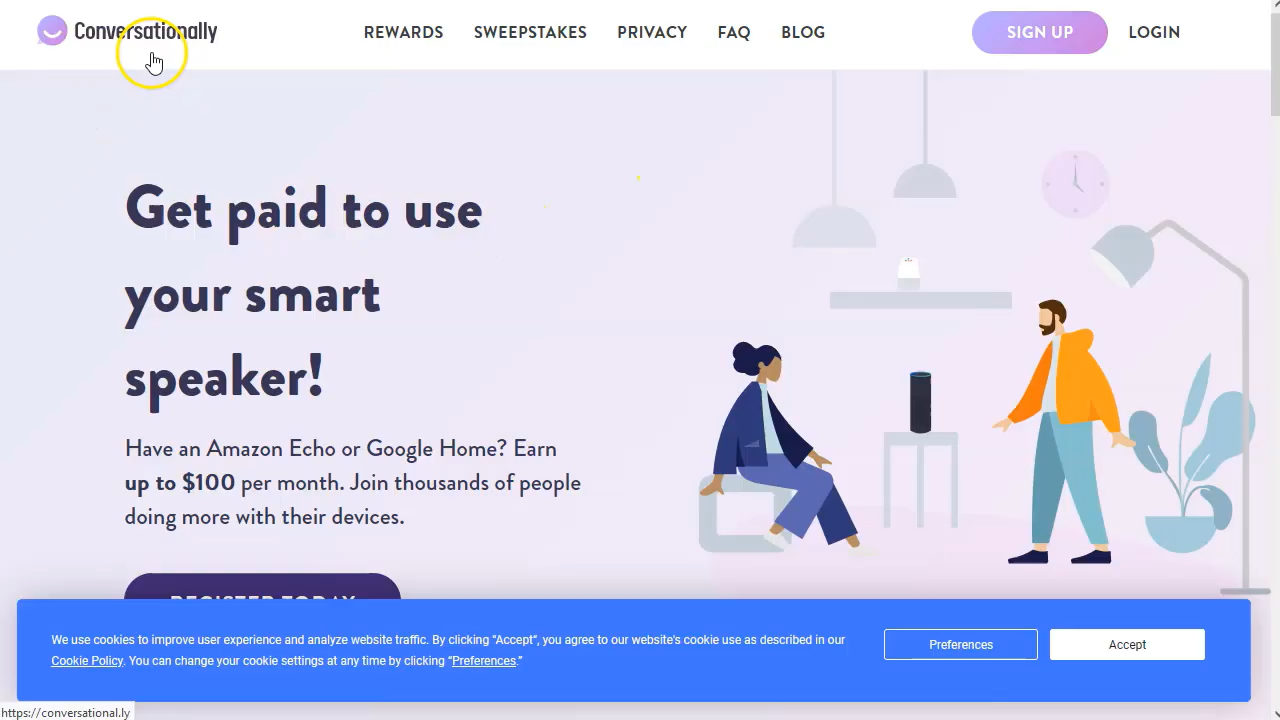 Conversationally
REWARDS SWEEPSTAKES PRIVACY FAQ BLOG SIGN UP LOGIN
Get paid to use
your smart
speaker!
Have an Amazon Echo or Google Home? Earn
up to $100 per month. Join thousands of people
doing more with their devices.
REGISTER TODAY
We use cookies to improve user experience and analyze website traffic. By clicking “Accept”, you agree to our website's cookie use as described in our
Cookie Policy. You can change your cookie settings at any time by clicking “Preferences.”
Preferences Accept
https://conversational.ly